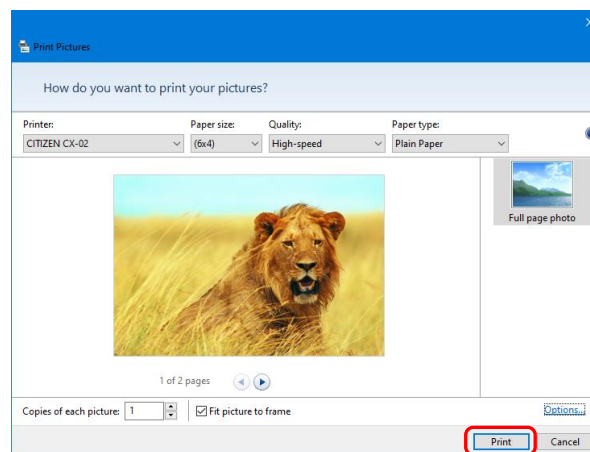 Print Pictures
How do you want to print your pictures?
Printer: Paper size: Quality: Paper type:
CITIZEN CX-02 (6x4) High-speed Plain Paper
Full page photo
1 of 2 pages
Copies of each picture: 1 Fit picture to frame Options...
Print Cancel